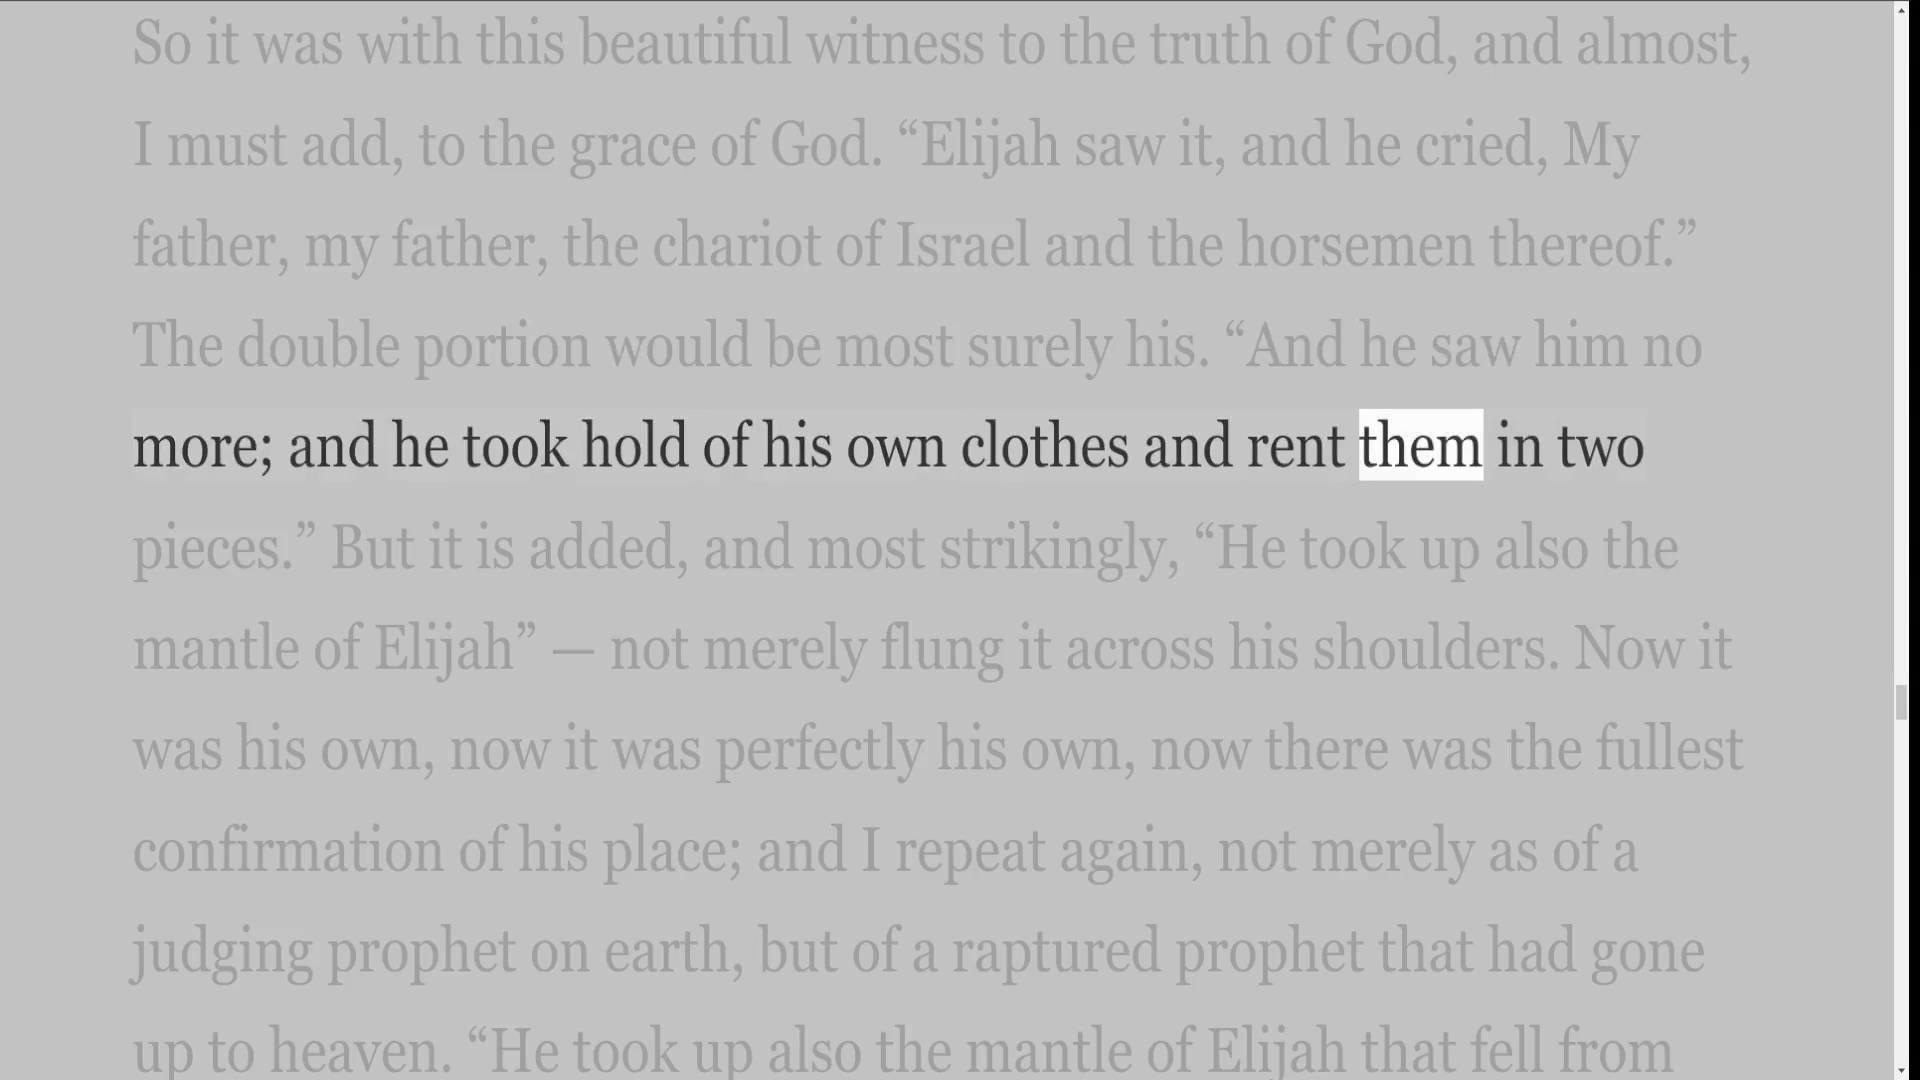 So it was with this beautiful witness to the truth of God, and almost,
I must add, to the grace of God. “Elijah saw it, and he cried, My
father, my father, the chariot of Israel and the horsemen thereof.”
The double portion would be most surely his. “And he saw him no
more; and he took hold of his own clothes and rent them in two
pieces.” But it is added, and most strikingly, “He took up also the
mantle of Elijah” — not merely flung it across his shoulders. Now it
was his own, now it was perfectly his own, now there was the fullest
confirmation of his place; and I repeat again, not merely as of a
judging prophet on earth, but of a raptured prophet that had gone
up to heaven. “He took up also the mantle of Elijah that fell from